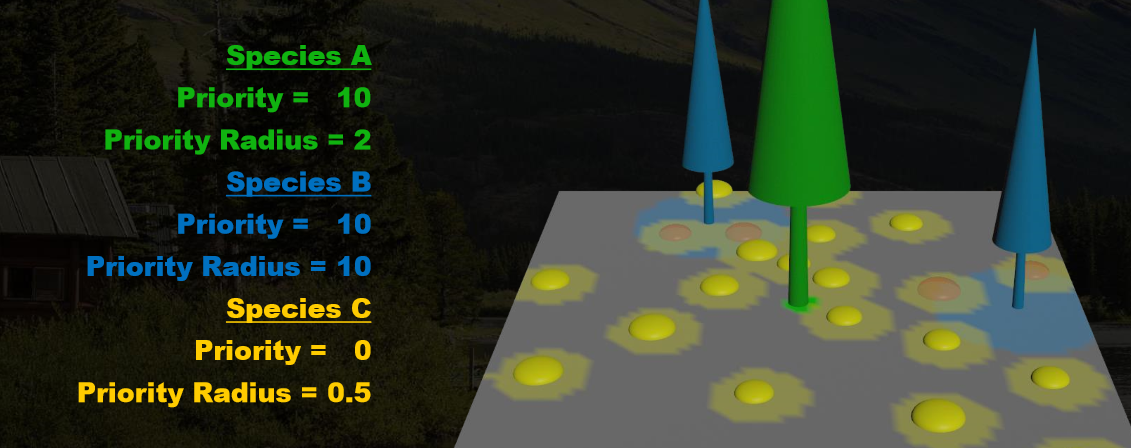 Species A
Priority = 10
Priority Radius = 2
Species B
Priority = 10
Priority Radius = 10
Species C
Priority = 0
Priority Radius = 0.5